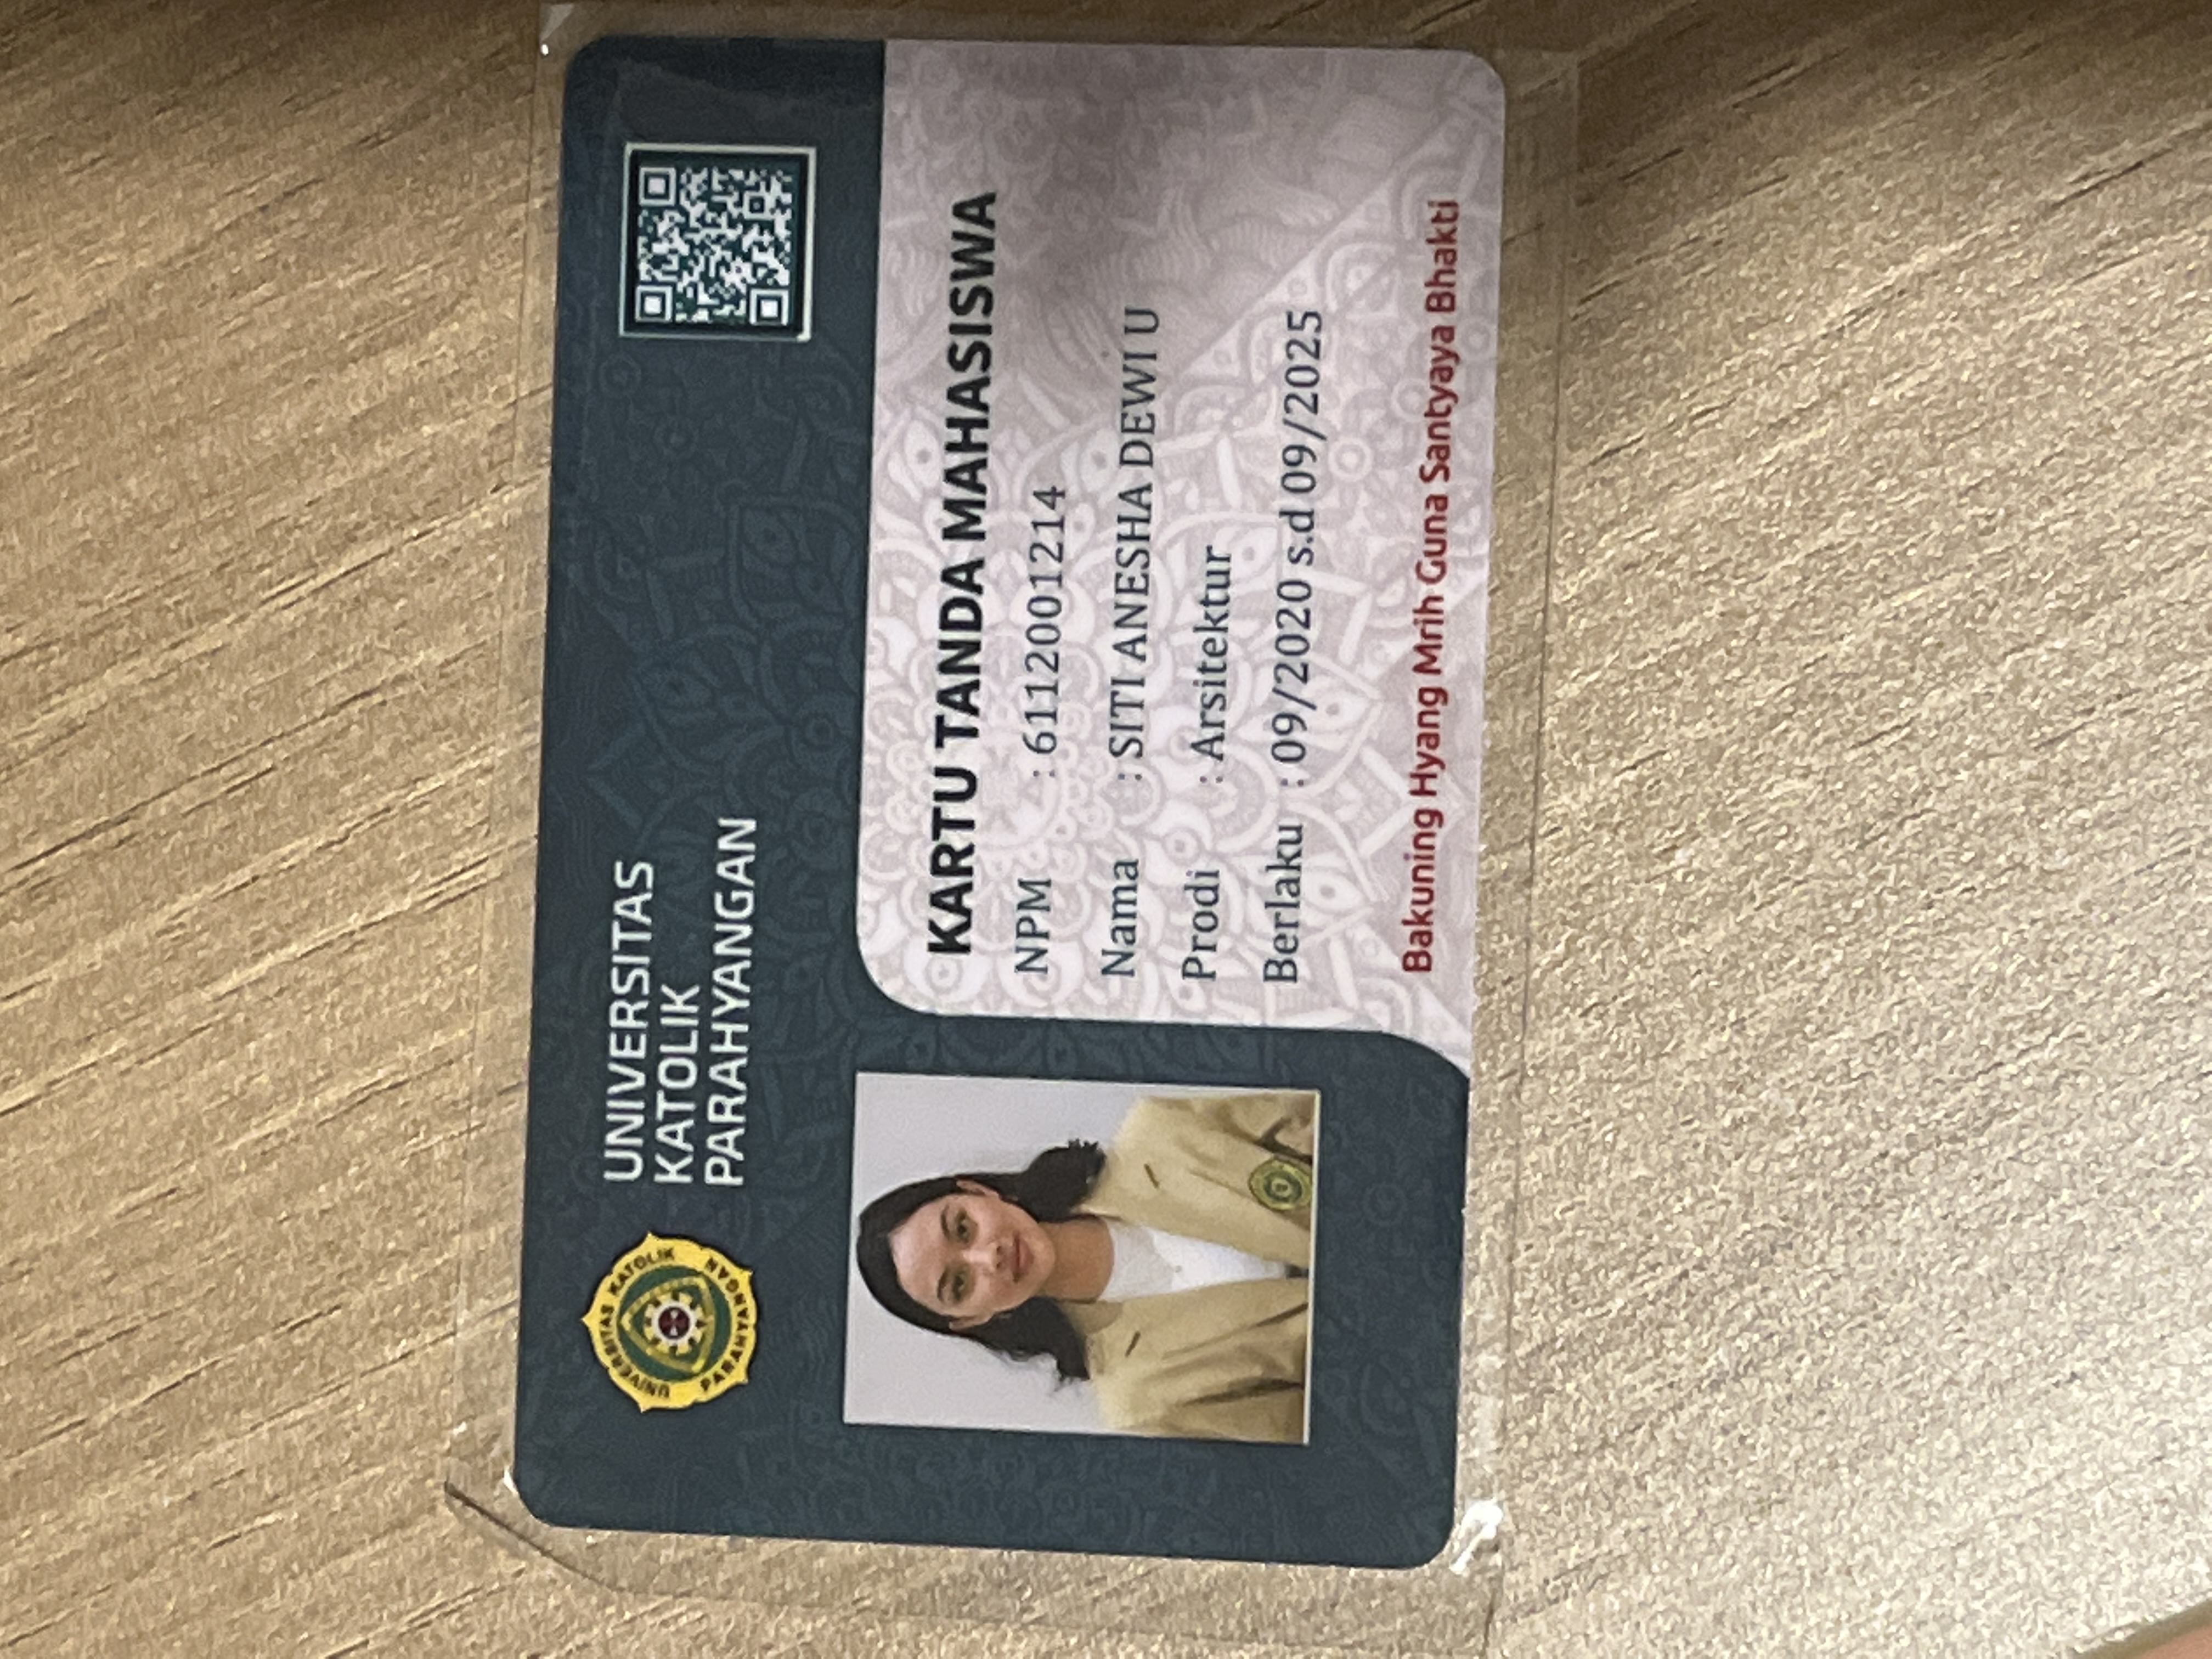 UNIVERSITAS
KATOLIK
PARAHYANGAN
UNIVERSITAS KATOLIK PARAHYANGAN
KARTU TANDA MAHASISWA
NPM : 6112001214
Nama : SITI ANESHA DEWI U
Prodi : Arsitektur
Berlaku : 09/2020 s.d 09/2025
Bakuning Hyang Mrih Guna Santyaya Bhakti